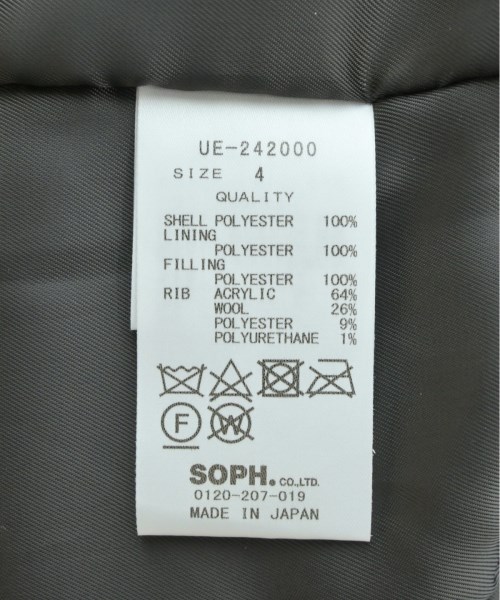 UE-242000
SIZE 4
QUALITY
SHELL POLYESTER 100%
LINING
POLYESTER 100%
FILLING
POLYESTER 100%
RIB ACRYLIC 64%
WOOL 26%
POLYESTER 9%
POLYURETHANE 1%
F W
SOPH. CO.,LTD.
0120-207-019
MADE IN JAPAN